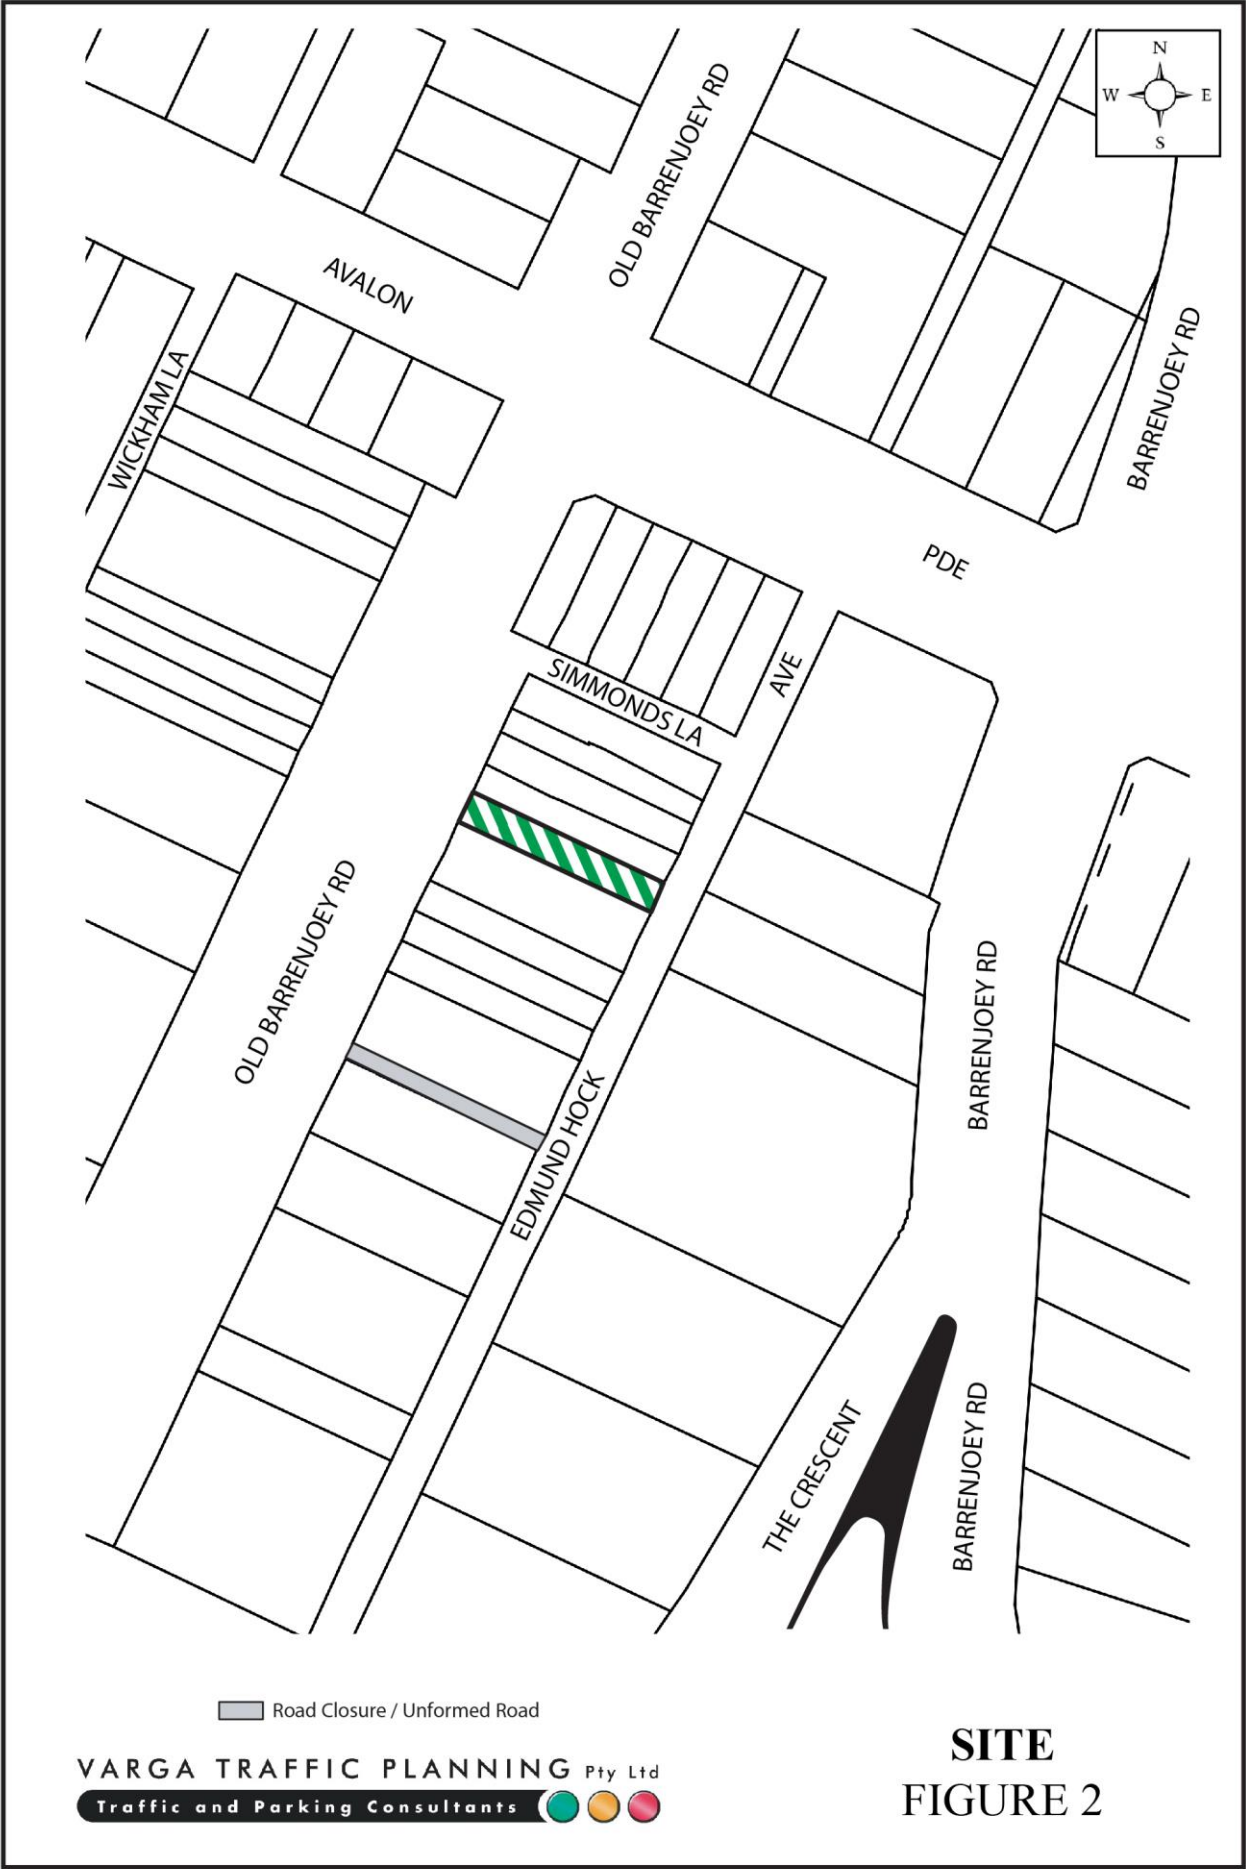 N
W E
S
OLD BARRENJOEY RD
AVALON
BARRENJOEY RD
WICKHAM LA
PDE
SIMMONDS LA
AVE
OLD BARRENJOEY RD
BARRENJOEY RD
EDMUND HOCK
THE CRESCENT
BARRENJOEY RD
Road Closure / Unformed Road
VARGA TRAFFIC PLANNING Pty Ltd
Traffic and Parking Consultants
SITE
FIGURE 2